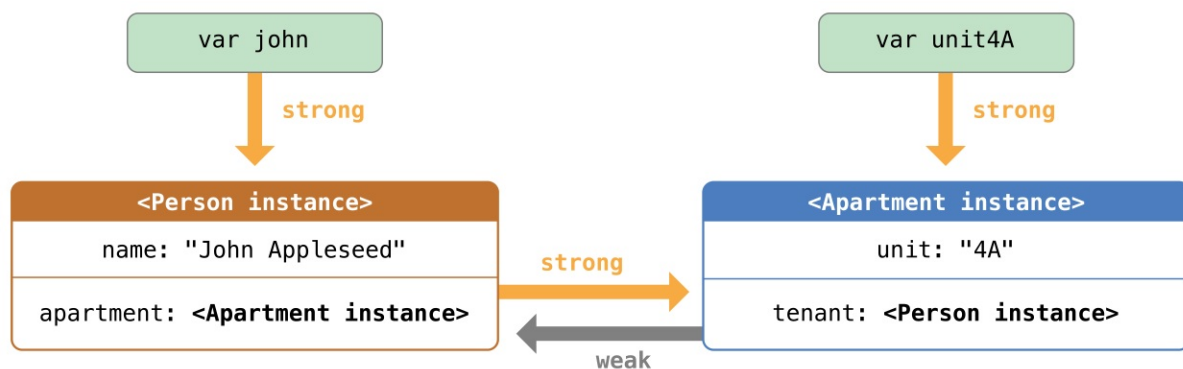 var john
var unit4A
strong
strong
<Person instance>
name: "John Appleseed"
apartment: <Apartment instance>
strong
weak
<Apartment instance>
unit: "4A"
tenant: <Person instance>